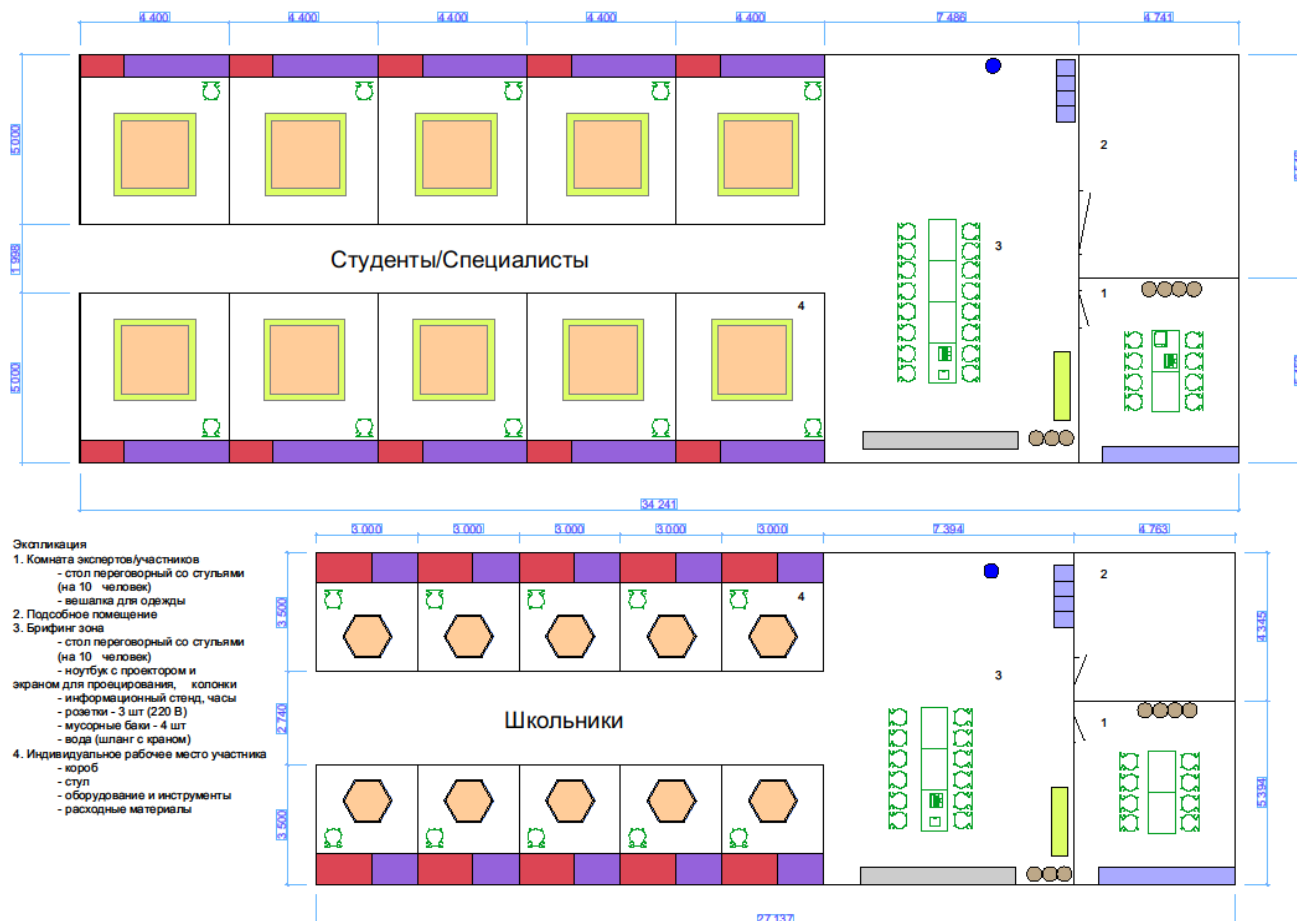 4.400 4.400 4.400 4.400 4.400 7.486 4.741
5.000
2
Студенты/Специалисты
3
1.998
1
4
5.000
34.241
3.000 3.000 3.000 3.000 3.000 7.394 4.763
Экспликация
1. Комната экспертов/участников
- стол переговорный со стульями
(на 10 человек)
- вешалка для одежды
2. Подсобное помещение
3. Брифинг зона
- стол переговорный со стульями
(на 10 человек)
- ноутбук с проектором и
экраном для проецирования, колонки
- информационный стенд, часы
- розетки - 3 шт (220 В)
- мусорные баки - 4 шт
- вода (шланг с краном)
4. Индивидуальное рабочее место участника
- короб
- стул
- оборудование и инструменты
- расходные материалы
3.500
4
2
4.345
3
2.740
Школьники
1
3.500
5.394
27.137